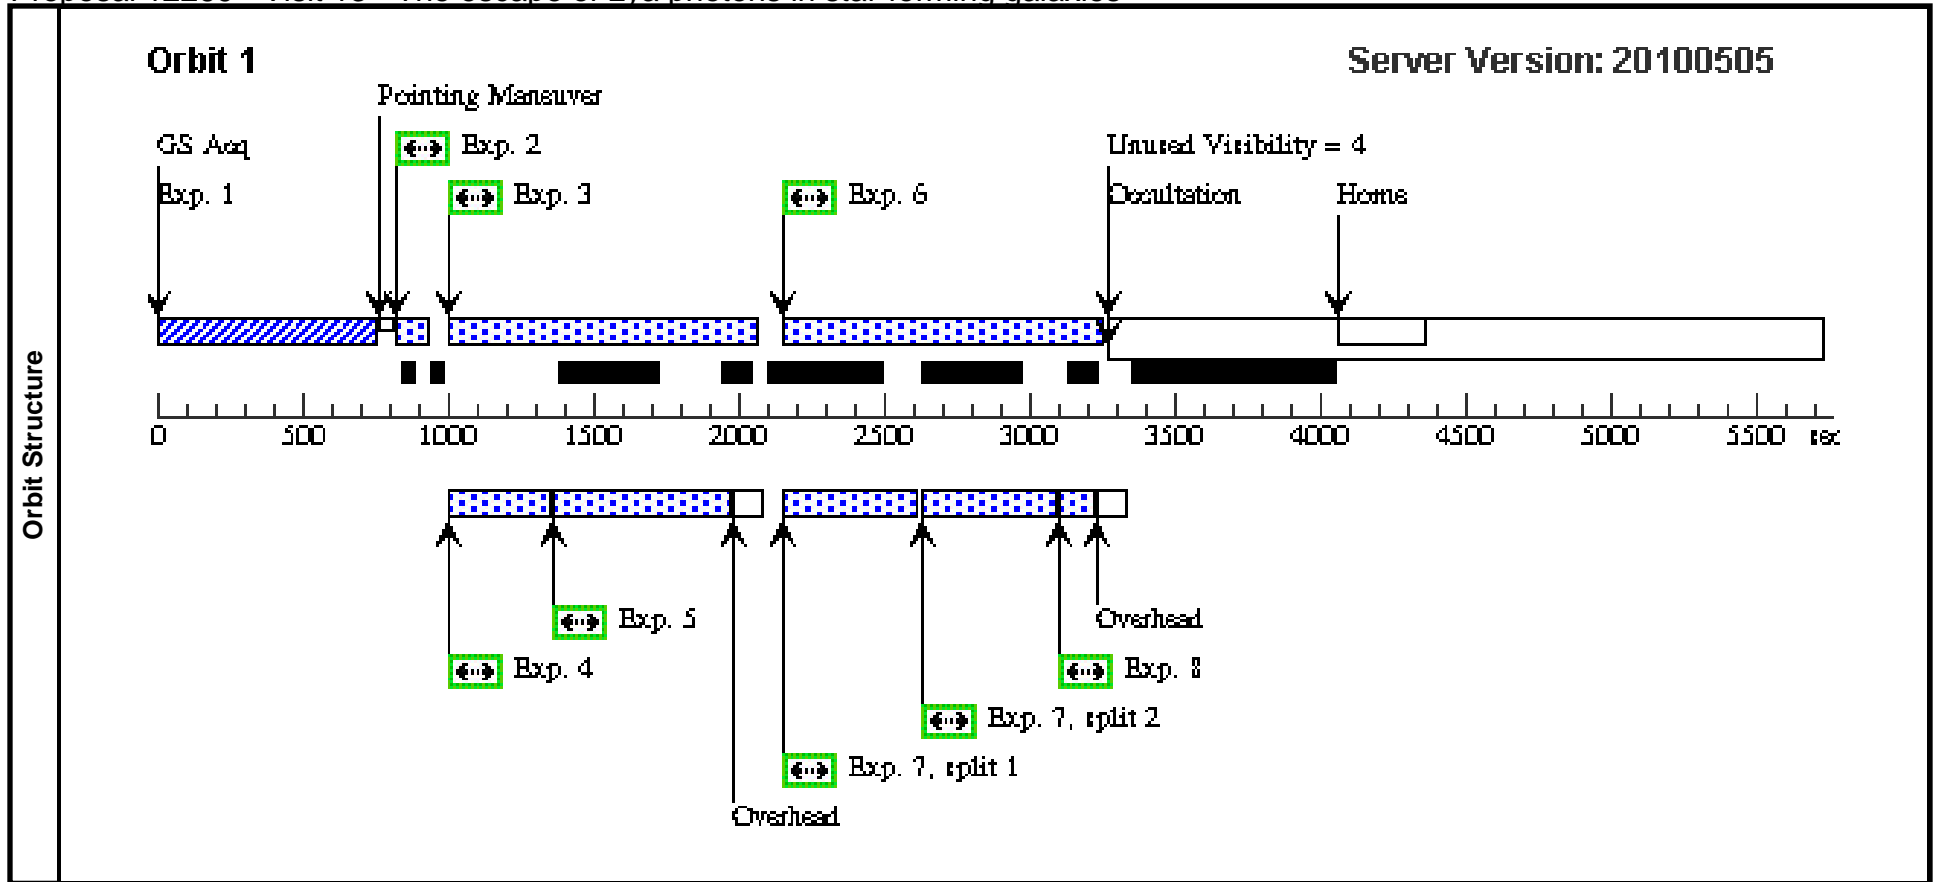 Orbit 1
Server Version: 20100505
Pointing Maneuver
GS Acq
Exp. 2
Unused Visibility = 4
Exp. 1
Exp. 3
Exp. 6
Occultation
Home
0 500 1000 1500 2000 2500 3000 3500 4000 4500 5000 5500 sec
Orbit Structure
Exp. 5
Overhead
Exp. 4
Exp. 8
Exp. 7, split 2
Exp. 7, split 1
Overhead